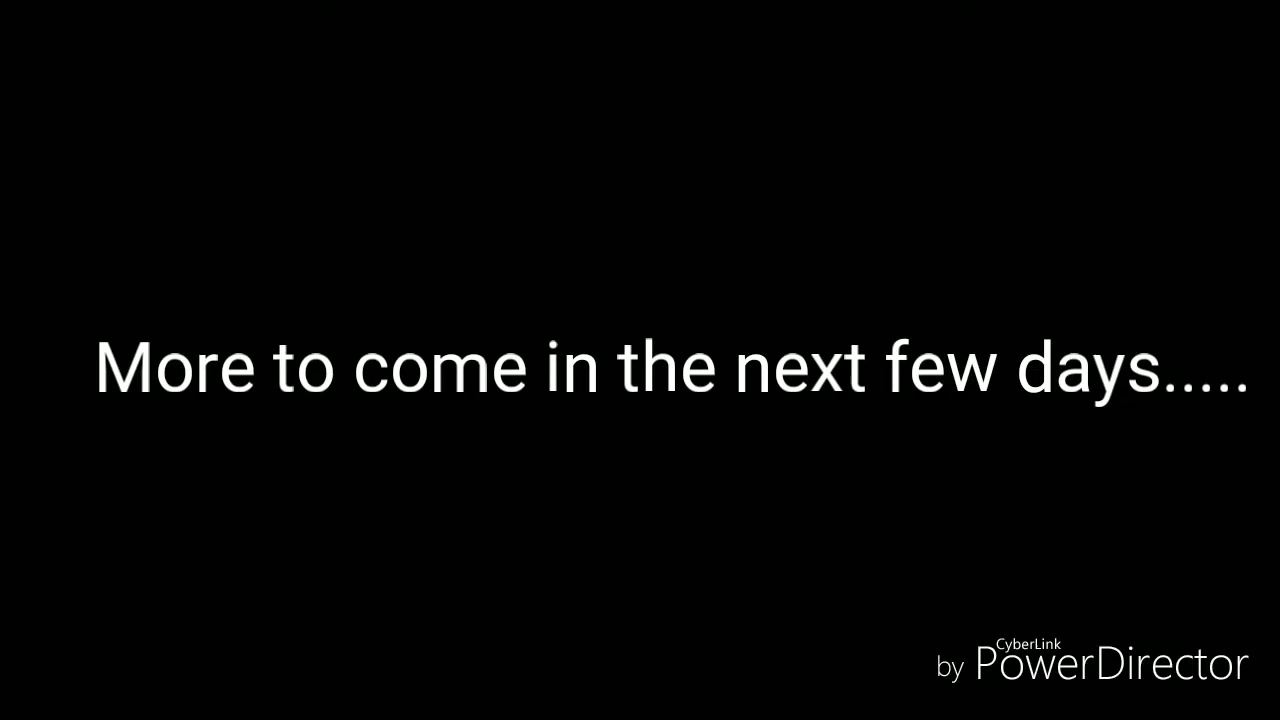 More to come in the next few days.....
CyberLink
by PowerDirector